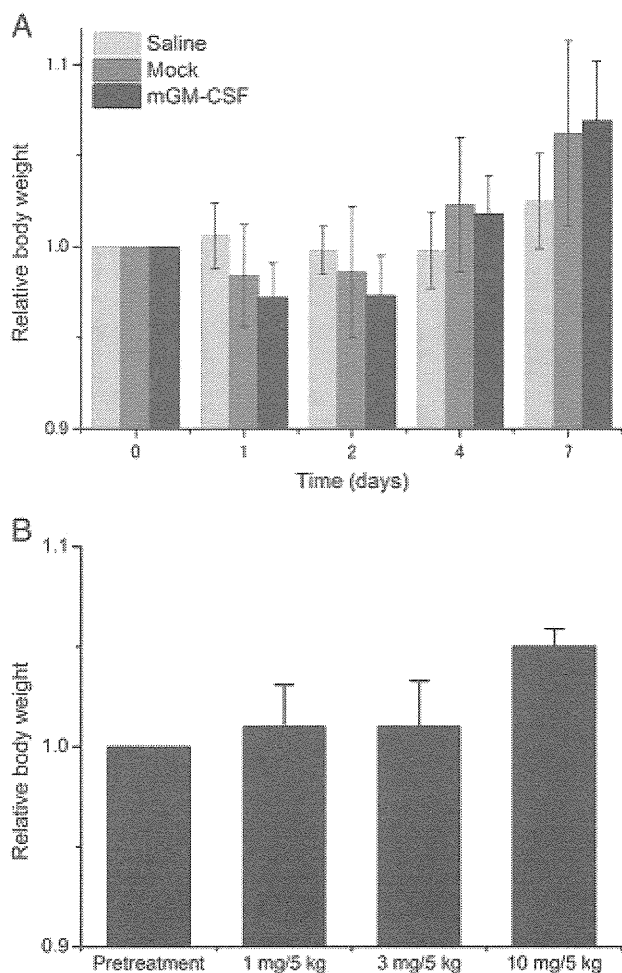 A
Saline
Mock
mGM-CSF
1.1
1.0
0.9
Relative body weight
0 1 2 4 7
Time (days)
B
1.1
1.0
0.9
Relative body weight
Pretreatment 1 mg/5 kg 3 mg/5 kg 10 mg/5 kg